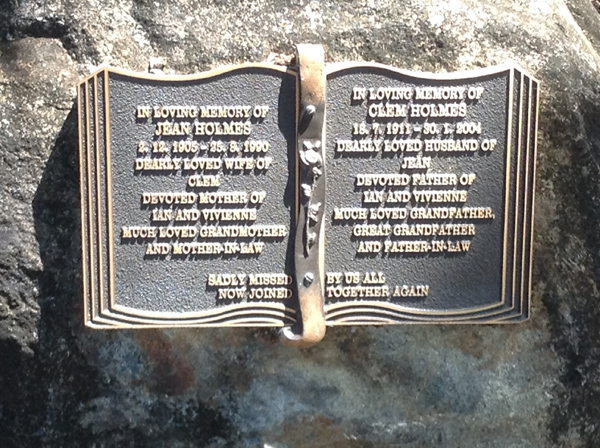 IN LOVING MEMORY OF
JEAN HOLMES
2. 12. 1905 - 25. 8. 1990
DEARLY LOVED WIFE OF
CLEM
DEVOTED MOTHER OF
IAN AND VIVIENNE
MUCH LOVED GRANDMOTHER
AND MOTHER-IN-LAW
IN LOVING MEMORY OF
CLEM HOLMES
18. 7. 1911 - 30. 1. 2004
DEARLY LOVED HUSBAND OF
JEAN
DEVOTED FATHER OF
IAN AND VIVIENNE
MUCH LOVED GRANDFATHER,
GREAT GRANDFATHER
AND FATHER-IN-LAW
SADLY MISSED BY US ALL
NOW JOINED TOGETHER AGAIN